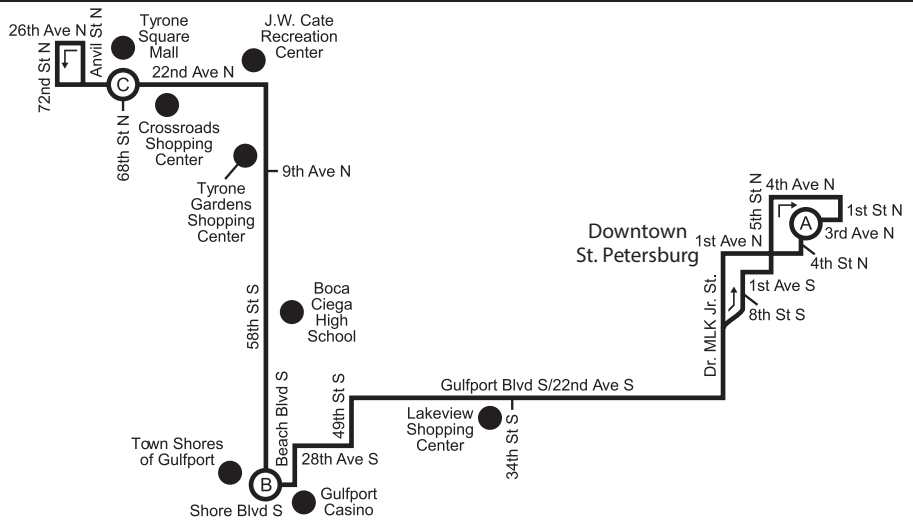 26th Ave N
72nd St N
Anvil St N
Tyrone
Square
Mall
J.W. Cate
Recreation
Center
C
22nd Ave N
68th St N
Crossroads
Shopping
Center
Tyrone
Gardens
Shopping
Center
9th Ave N
58th St S
Boca
Ciega
High
School
Beach Blvd S
Town Shores
of Gulfport
B
Shore Blvd S
Gulfport
Casino
28th Ave S
49th St S
Gulfport Blvd S/22nd Ave S
Lakeview
Shopping
Center
34th St S
Downtown
St. Petersburg
Dr. MLK Jr. St.
1st Ave N
5th St N
4th Ave N
1st St N
A
3rd Ave N
4th St N
1st Ave S
8th St S